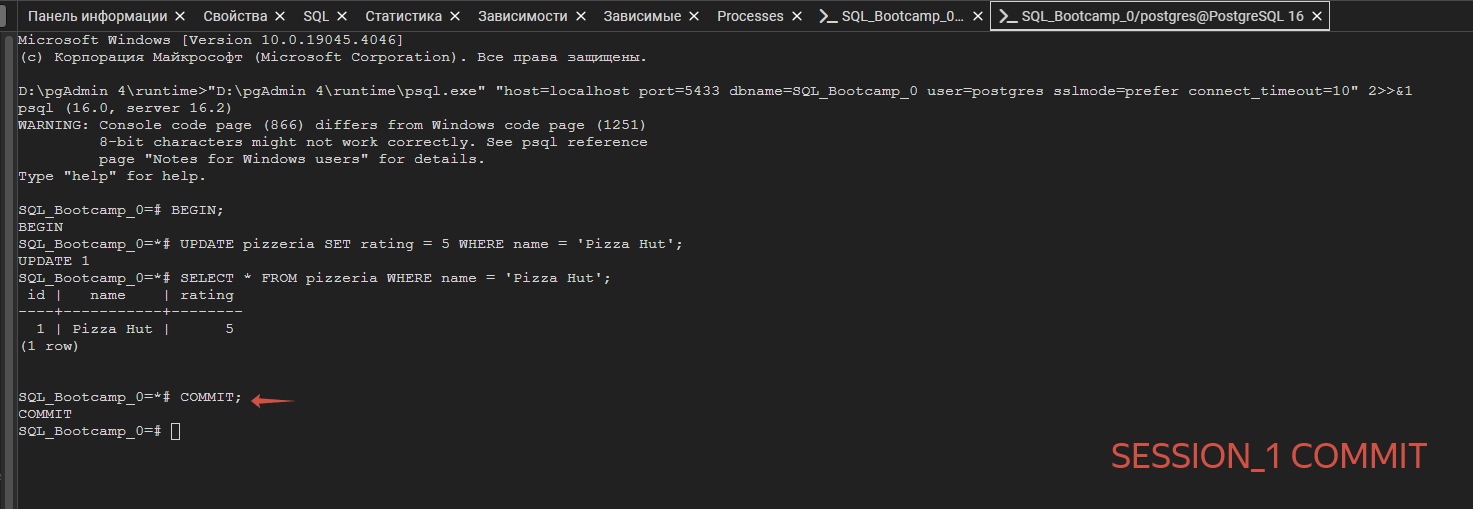 Панель информации × Свойства × SQL × Статистика × Зависимости × Зависимые × Processes × SQL_Bootcamp_0... × SQL_Bootcamp_0/postgres@PostgreSQL 16 ×
Microsoft Windows [Version 10.0.19045.4046]
(c) Корпорация Майкрософт (Microsoft Corporation). Все права защищены.
D:\pgAdmin 4\runtime>"D:\pgAdmin 4\runtime\psql.exe" "host=localhost port=5433 dbname=SQL_Bootcamp_0 user=postgres sslmode=prefer connect_timeout=10" 2>>&1
psql (16.0, server 16.2)
WARNING: Console code page (866) differs from Windows code page (1251)
         8-bit characters might not work correctly. See psql reference
         page "Notes for Windows users" for details.
Type "help" for help.
SQL_Bootcamp_0=# BEGIN;
BEGIN
SQL_Bootcamp_0=*# UPDATE pizzeria SET rating = 5 WHERE name = 'Pizza Hut';
UPDATE 1
SQL_Bootcamp_0=*# SELECT * FROM pizzeria WHERE name = 'Pizza Hut';
 id |   name    | rating
----+-----------+--------
  1 | Pizza Hut |      5
(1 row)
SQL_Bootcamp_0=*# COMMIT;
COMMIT
SQL_Bootcamp_0=#
SESSION_1 COMMIT